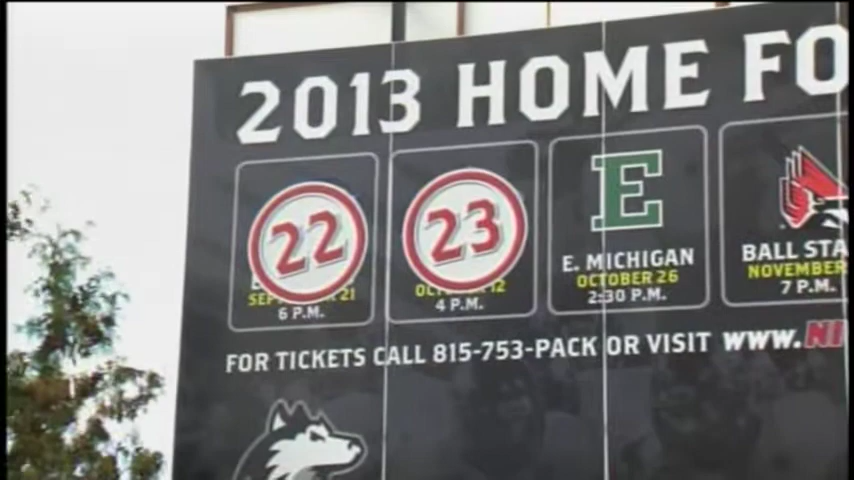 2013 HOME FO
22
23
E
E. MICHIGAN
OCTOBER 26
2:30 P.M.
BALL STA
NOVEMBER
7 P.M.
21
6 P.M.
12
4 P.M.
FOR TICKETS CALL 815-753-PACK OR VISIT WWW.NI